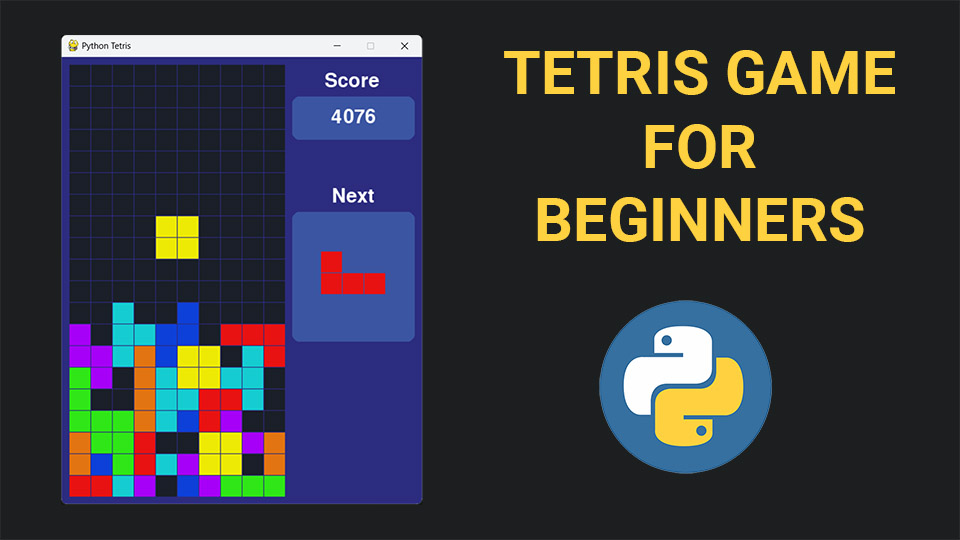 Python Tetris
Score
4076
Next
TETRIS GAME
FOR
BEGINNERS